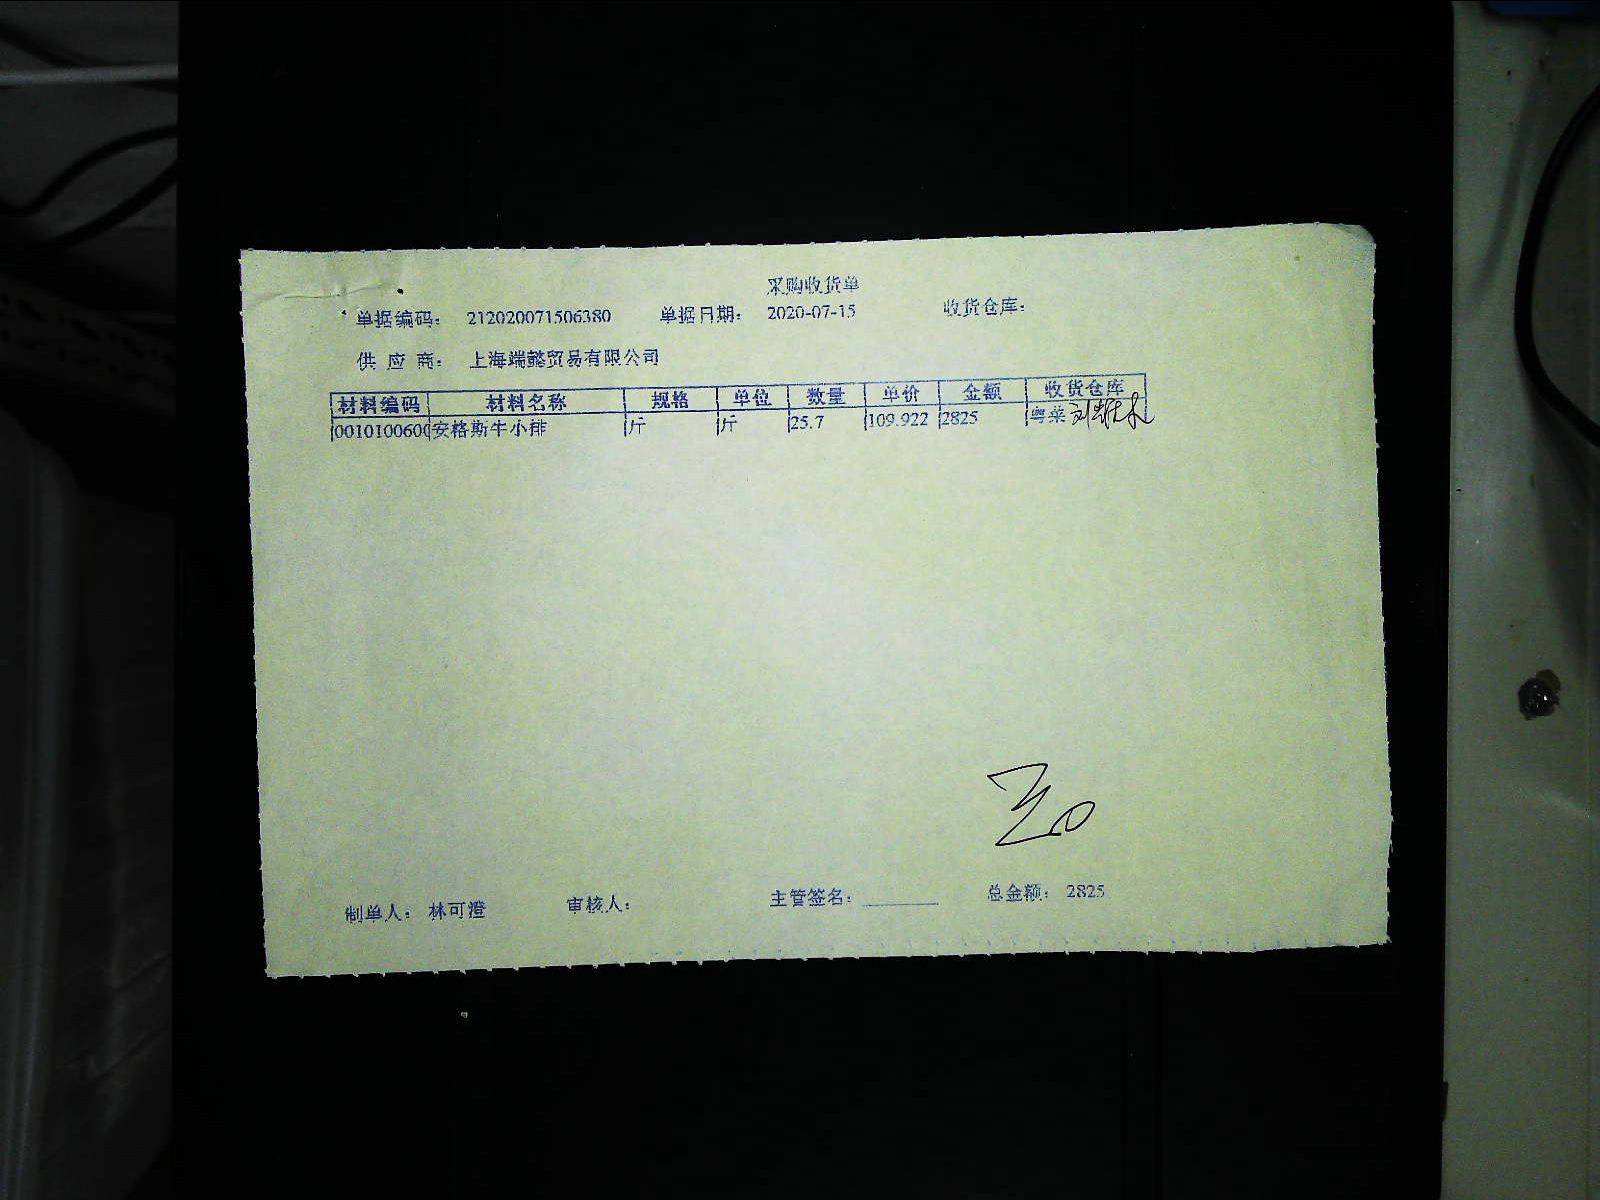 采购收货单
单据编码： 212020071506380 单据日期： 2020-07-15 收货仓库：
供 应 商： 上海端懿贸易有限公司
材料编码 材料名称 规格 单位 数量 单价 金额 收货仓库
0010100600 安格斯牛小排 斤 斤 25.7 109.922 2825 粤菜
制单人： 林可澄 审核人： 主管签名： 总金额： 2825